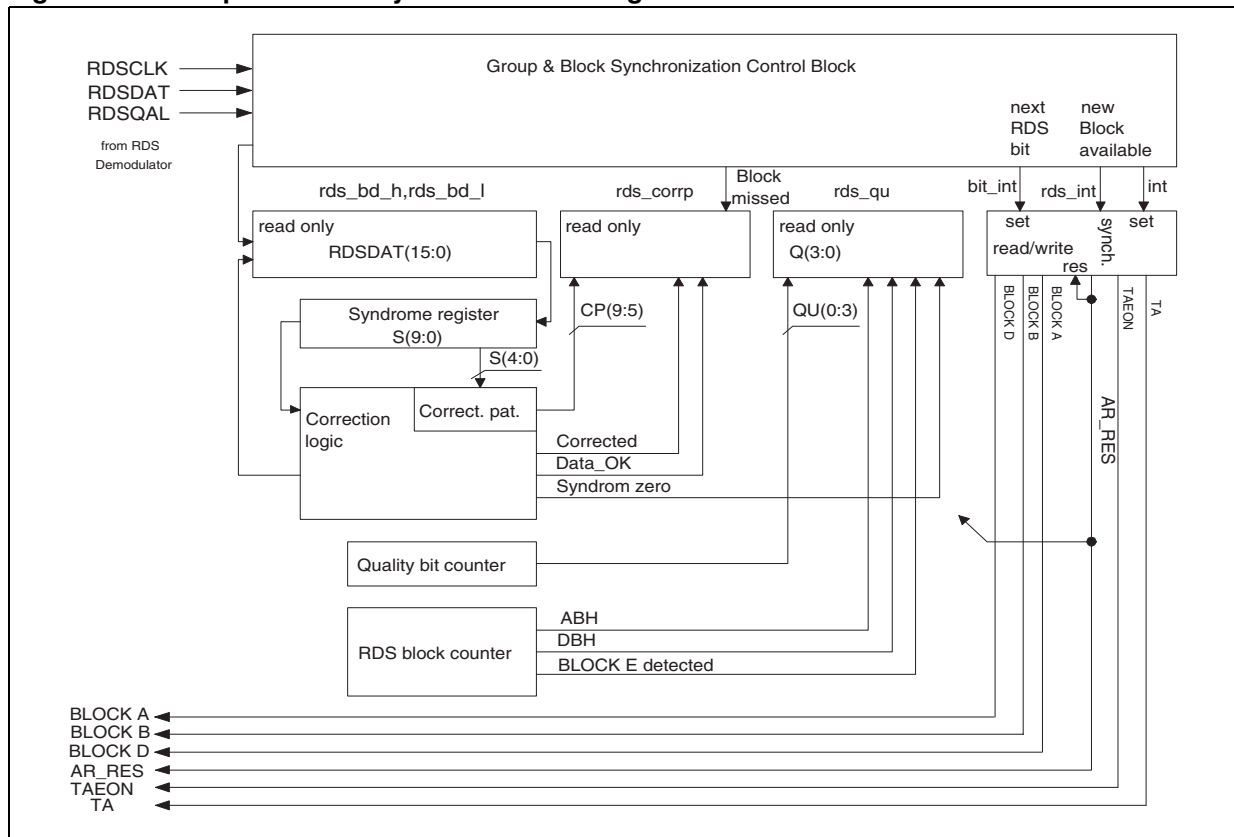 RDSCLK
RDSDAT
RDSQAL
from RDS
Demodulator
Group & Block Synchronization Control Block
next
RDS
bit
new
Block
available
rds_bd_h,rds_bd_l
rds_corrp
Block
missed
rds_qu
bit_int
rds_int
int
read only
RDSDAT(15:0)
read only
read only
Q(3:0)
set
synch.
set
read/write
res
Syndrome register
S(9:0)
S(4:0)
CP(9:5)
QU(0:3)
BLOCK D
BLOCK B
BLOCK A
TAEON
TA
AR_RES
Correction
logic
Correct. pat.
Corrected
Data_OK
Syndrom zero
Quality bit counter
RDS block counter
ABH
DBH
BLOCK E detected
BLOCK A
BLOCK B
BLOCK D
AR_RES
TAEON
TA